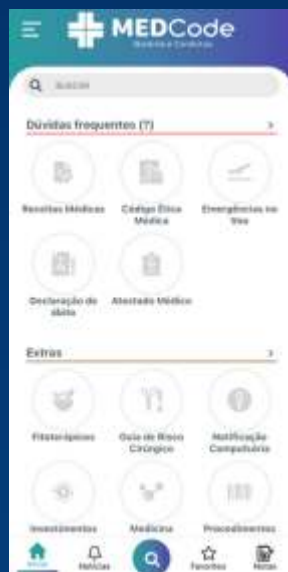 MEDCode
BUSCAR
Dúvidas frequentes (?)
Receitas Médicas
Código Ética Médica
Emergências no Voo
Declaração de óbito
Atestado Médico
Extras
Fitoterápicos
Guia de Risco Cirúrgico
Notificação Compulsória
Investimentos
Medicina
Procedimentos
Início
Notícias
Favoritos
Notas